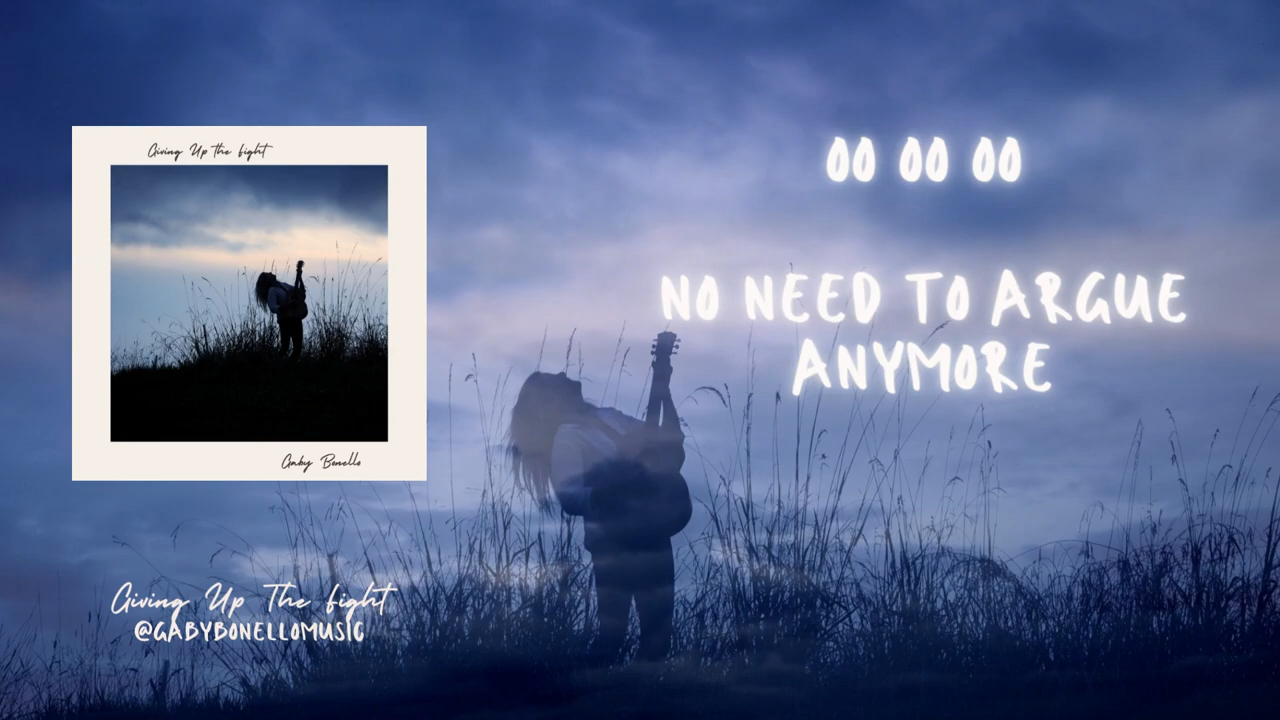 Giving Up the fight
Gaby Bonello
Giving Up The fight
@GABYBONELLOMUSIC
OO OO OO
NO NEED TO ARGUE
ANYMORE